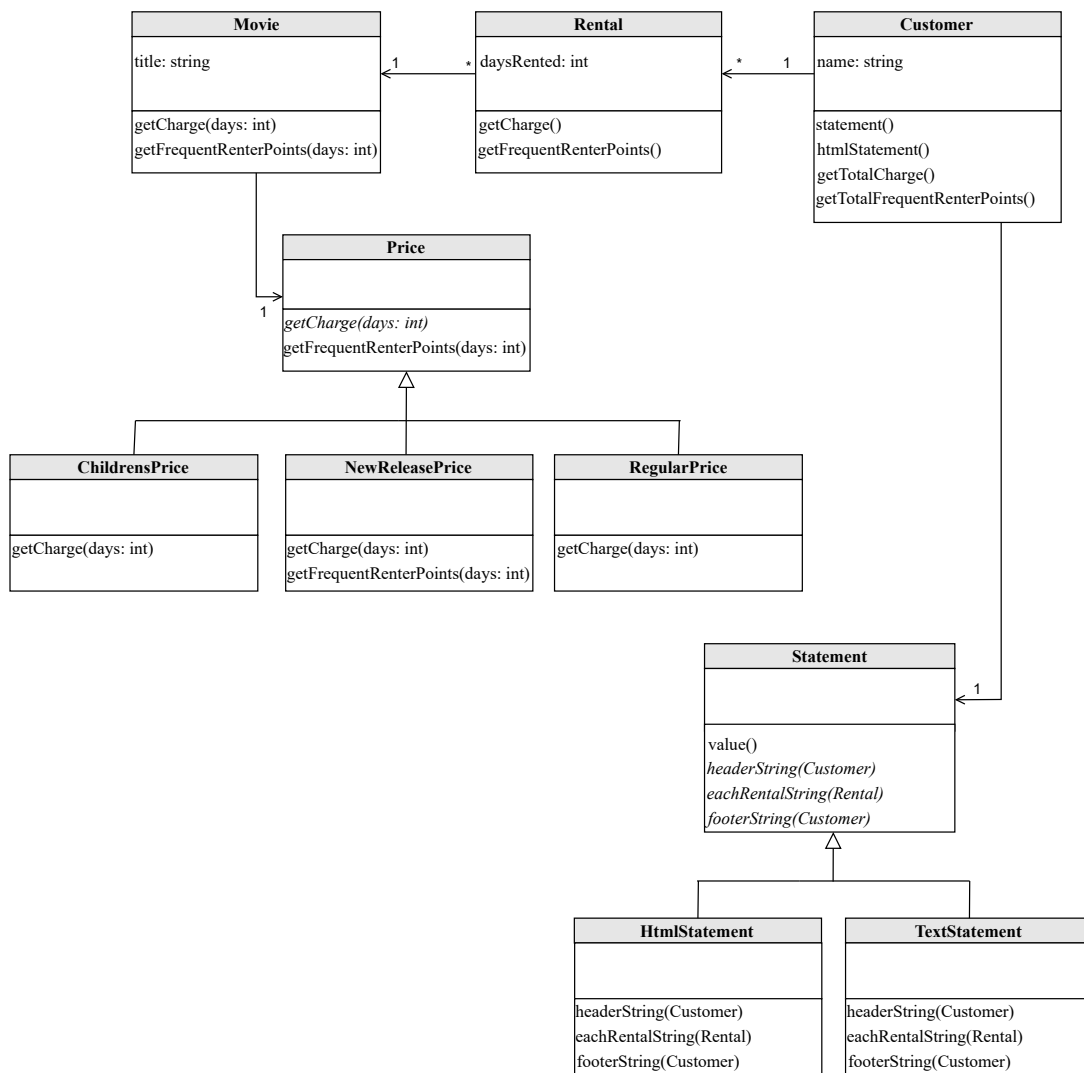 Movie
title: string
getCharge(days: int)
getFrequentRenterPoints(days: int)
1
*
Rental
daysRented: int
getCharge()
getFrequentRenterPoints()
*
1
Customer
name: string
statement()
htmlStatement()
getTotalCharge()
getTotalFrequentRenterPoints()
1
Price
getCharge(days: int)
getFrequentRenterPoints(days: int)
ChildrensPrice
getCharge(days: int)
NewReleasePrice
getCharge(days: int)
getFrequentRenterPoints(days: int)
RegularPrice
getCharge(days: int)
1
Statement
value()
headerString(Customer)
eachRentalString(Rental)
footerString(Customer)
HtmlStatement
headerString(Customer)
eachRentalString(Rental)
footerString(Customer)
TextStatement
headerString(Customer)
eachRentalString(Rental)
footerString(Customer)